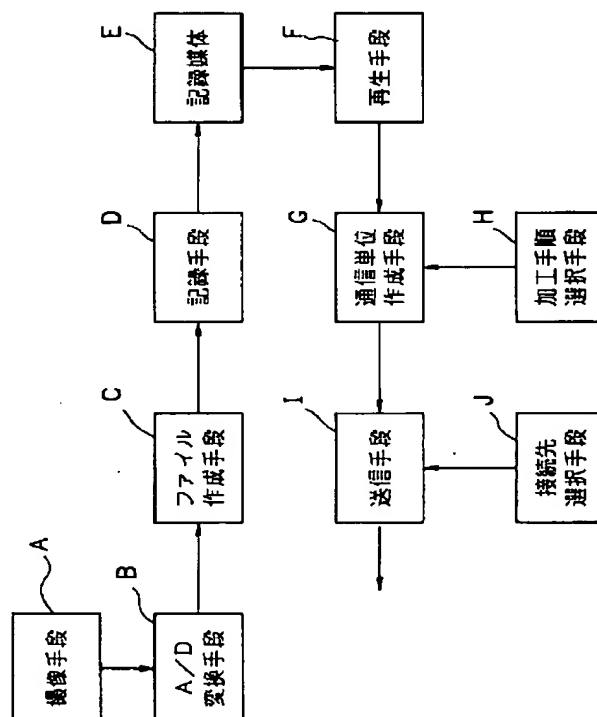 A
撮像手段
B
A/D
変換手段
C
ファイル
作成手段
D
記録手段
E
記録媒体
F
再生手段
G
通信単位
作成手段
H
加工手順
選択手段
I
送信手段
J
接続先
選択手段